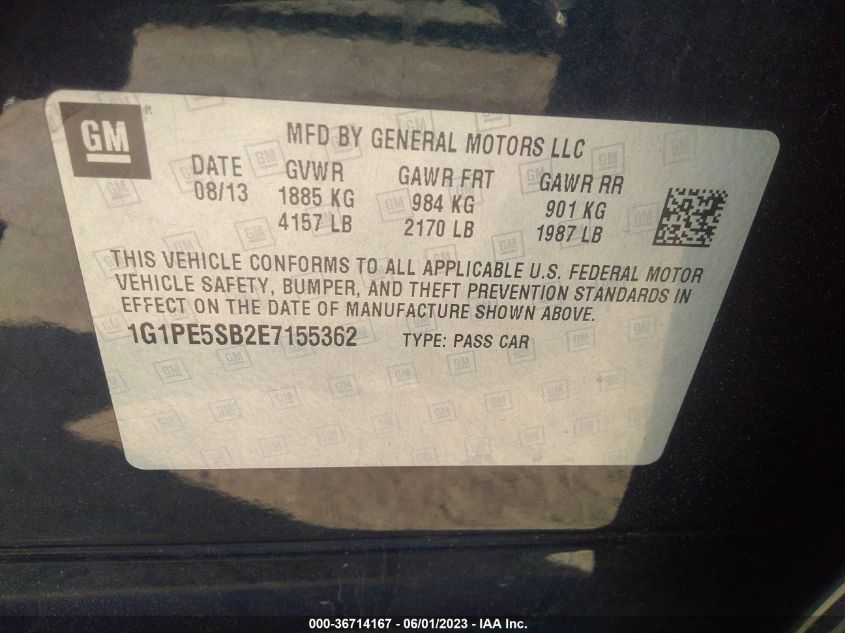 GM
MFD BY GENERAL MOTORS LLC
DATE GVWR GAWR FRT GAWR RR
08/13 1885 KG 984 KG 901 KG
4157 LB 2170 LB 1987 LB
THIS VEHICLE CONFORMS TO ALL APPLICABLE U.S. FEDERAL MOTOR
VEHICLE SAFETY, BUMPER, AND THEFT PREVENTION STANDARDS IN
EFFECT ON THE DATE OF MANUFACTURE SHOWN ABOVE.
1G1PE5SB2E7155362 TYPE: PASS CAR
000-36714167 - 06/01/2023 - IAA Inc.